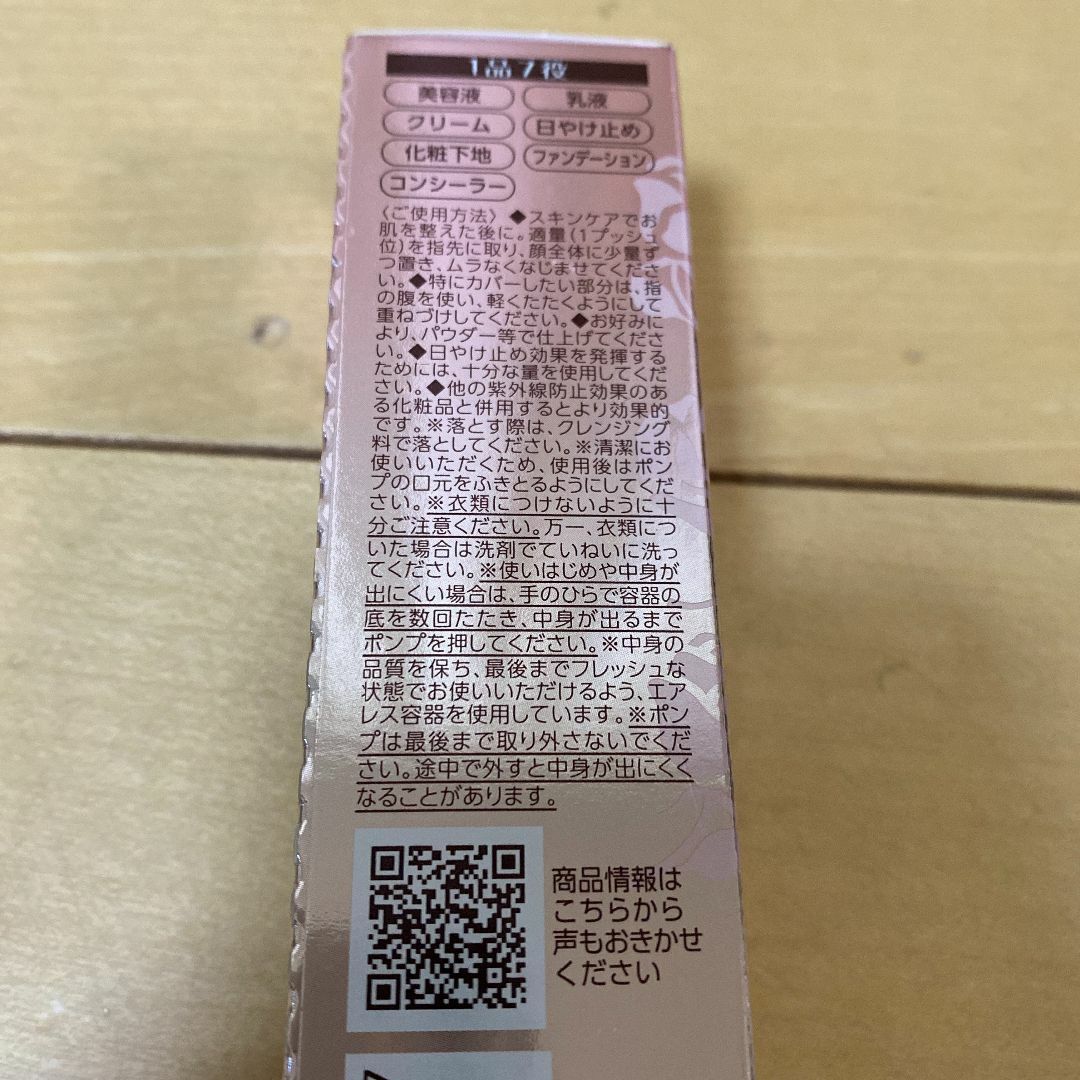 1品7役
美容液 乳液
クリーム 日やけ止め
化粧下地 ファンデーション
コンシーラー
〈ご使用方法〉◆スキンケアでお
肌を整えた後に。適量(1プッシュ
位)を指先に取り、顔全体に少量ず
つ置き、ムラなくなじませてくださ
い。◆特にカバーしたい部分は、指
の腹を使い、軽くたたくようにして
重ねづけしてください。◆お好みに
より、パウダー等で仕上げてくださ
い。◆日やけ止め効果を発揮する
ためには、十分な量を使用してくだ
さい。◆他の紫外線防止効果のあ
る化粧品と併用するとより効果的
です。※落とす際は、クレンジング
料で落としてください。※清潔にお
使いいただくため、使用後はポン
プの口元をふきとるようにしてくだ
さい。※衣類につけないように十
分ご注意ください。万一、衣類につ
いた場合は洗剤でていねいに洗っ
てください。※使いはじめや中身が
出にくい場合は、手のひらで容器の
底を数回たたき、中身が出るまで
ポンプを押してください。※中身の
品質を保ち、最後までフレッシュな
状態でお使いいただけるよう、エア
レス容器を使用しています。※ポン
プは最後まで取り外さないでくだ
さい。途中で外すと中身が出にくく
なることがあります。
商品情報は
こちらから
声もおきかせ
ください